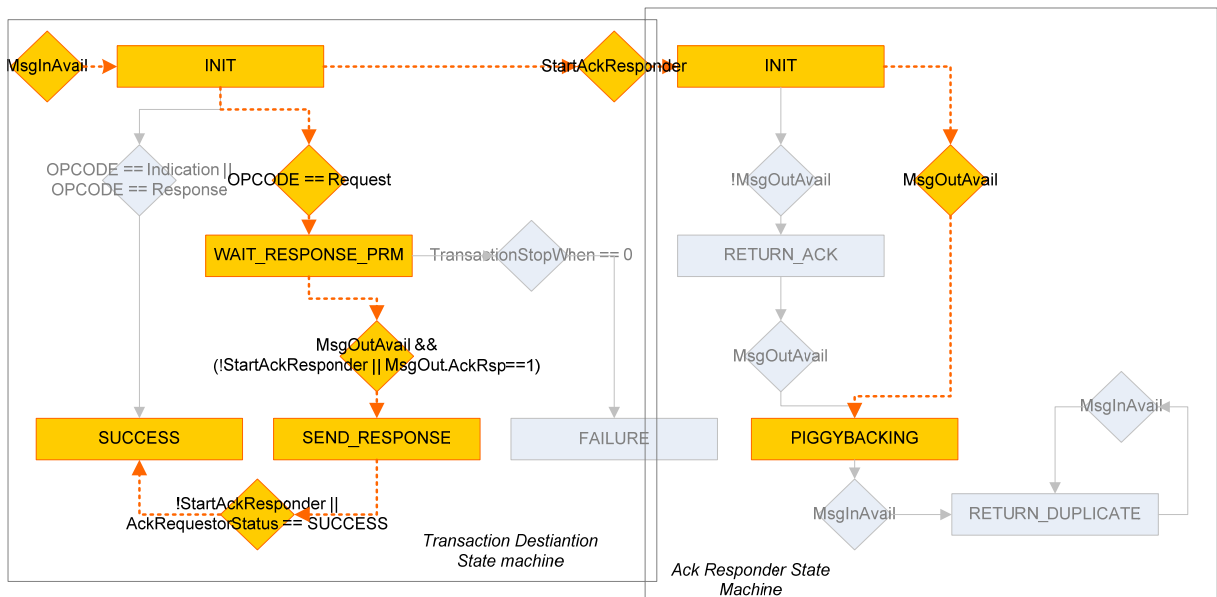 MsgInAvail
INIT
StartAckResponder
INIT
OPCODE == Indication ||
OPCODE == Response
OPCODE == Request
!MsgOutAvail
MsgOutAvail
WAIT_RESPONSE_PRM
TransactionStopWhen == 0
RETURN_ACK
MsgOutAvail &&
(!StartAckResponder || MsgOut.AckRsp==1)
MsgOutAvail
MsgInAvail
SUCCESS
SEND_RESPONSE
FAILURE
PIGGYBACKING
!StartAckResponder ||
AckRequestorStatus == SUCCESS
MsgInAvail
RETURN_DUPLICATE
Transaction Destiantion
State machine
Ack Responder State
Machine